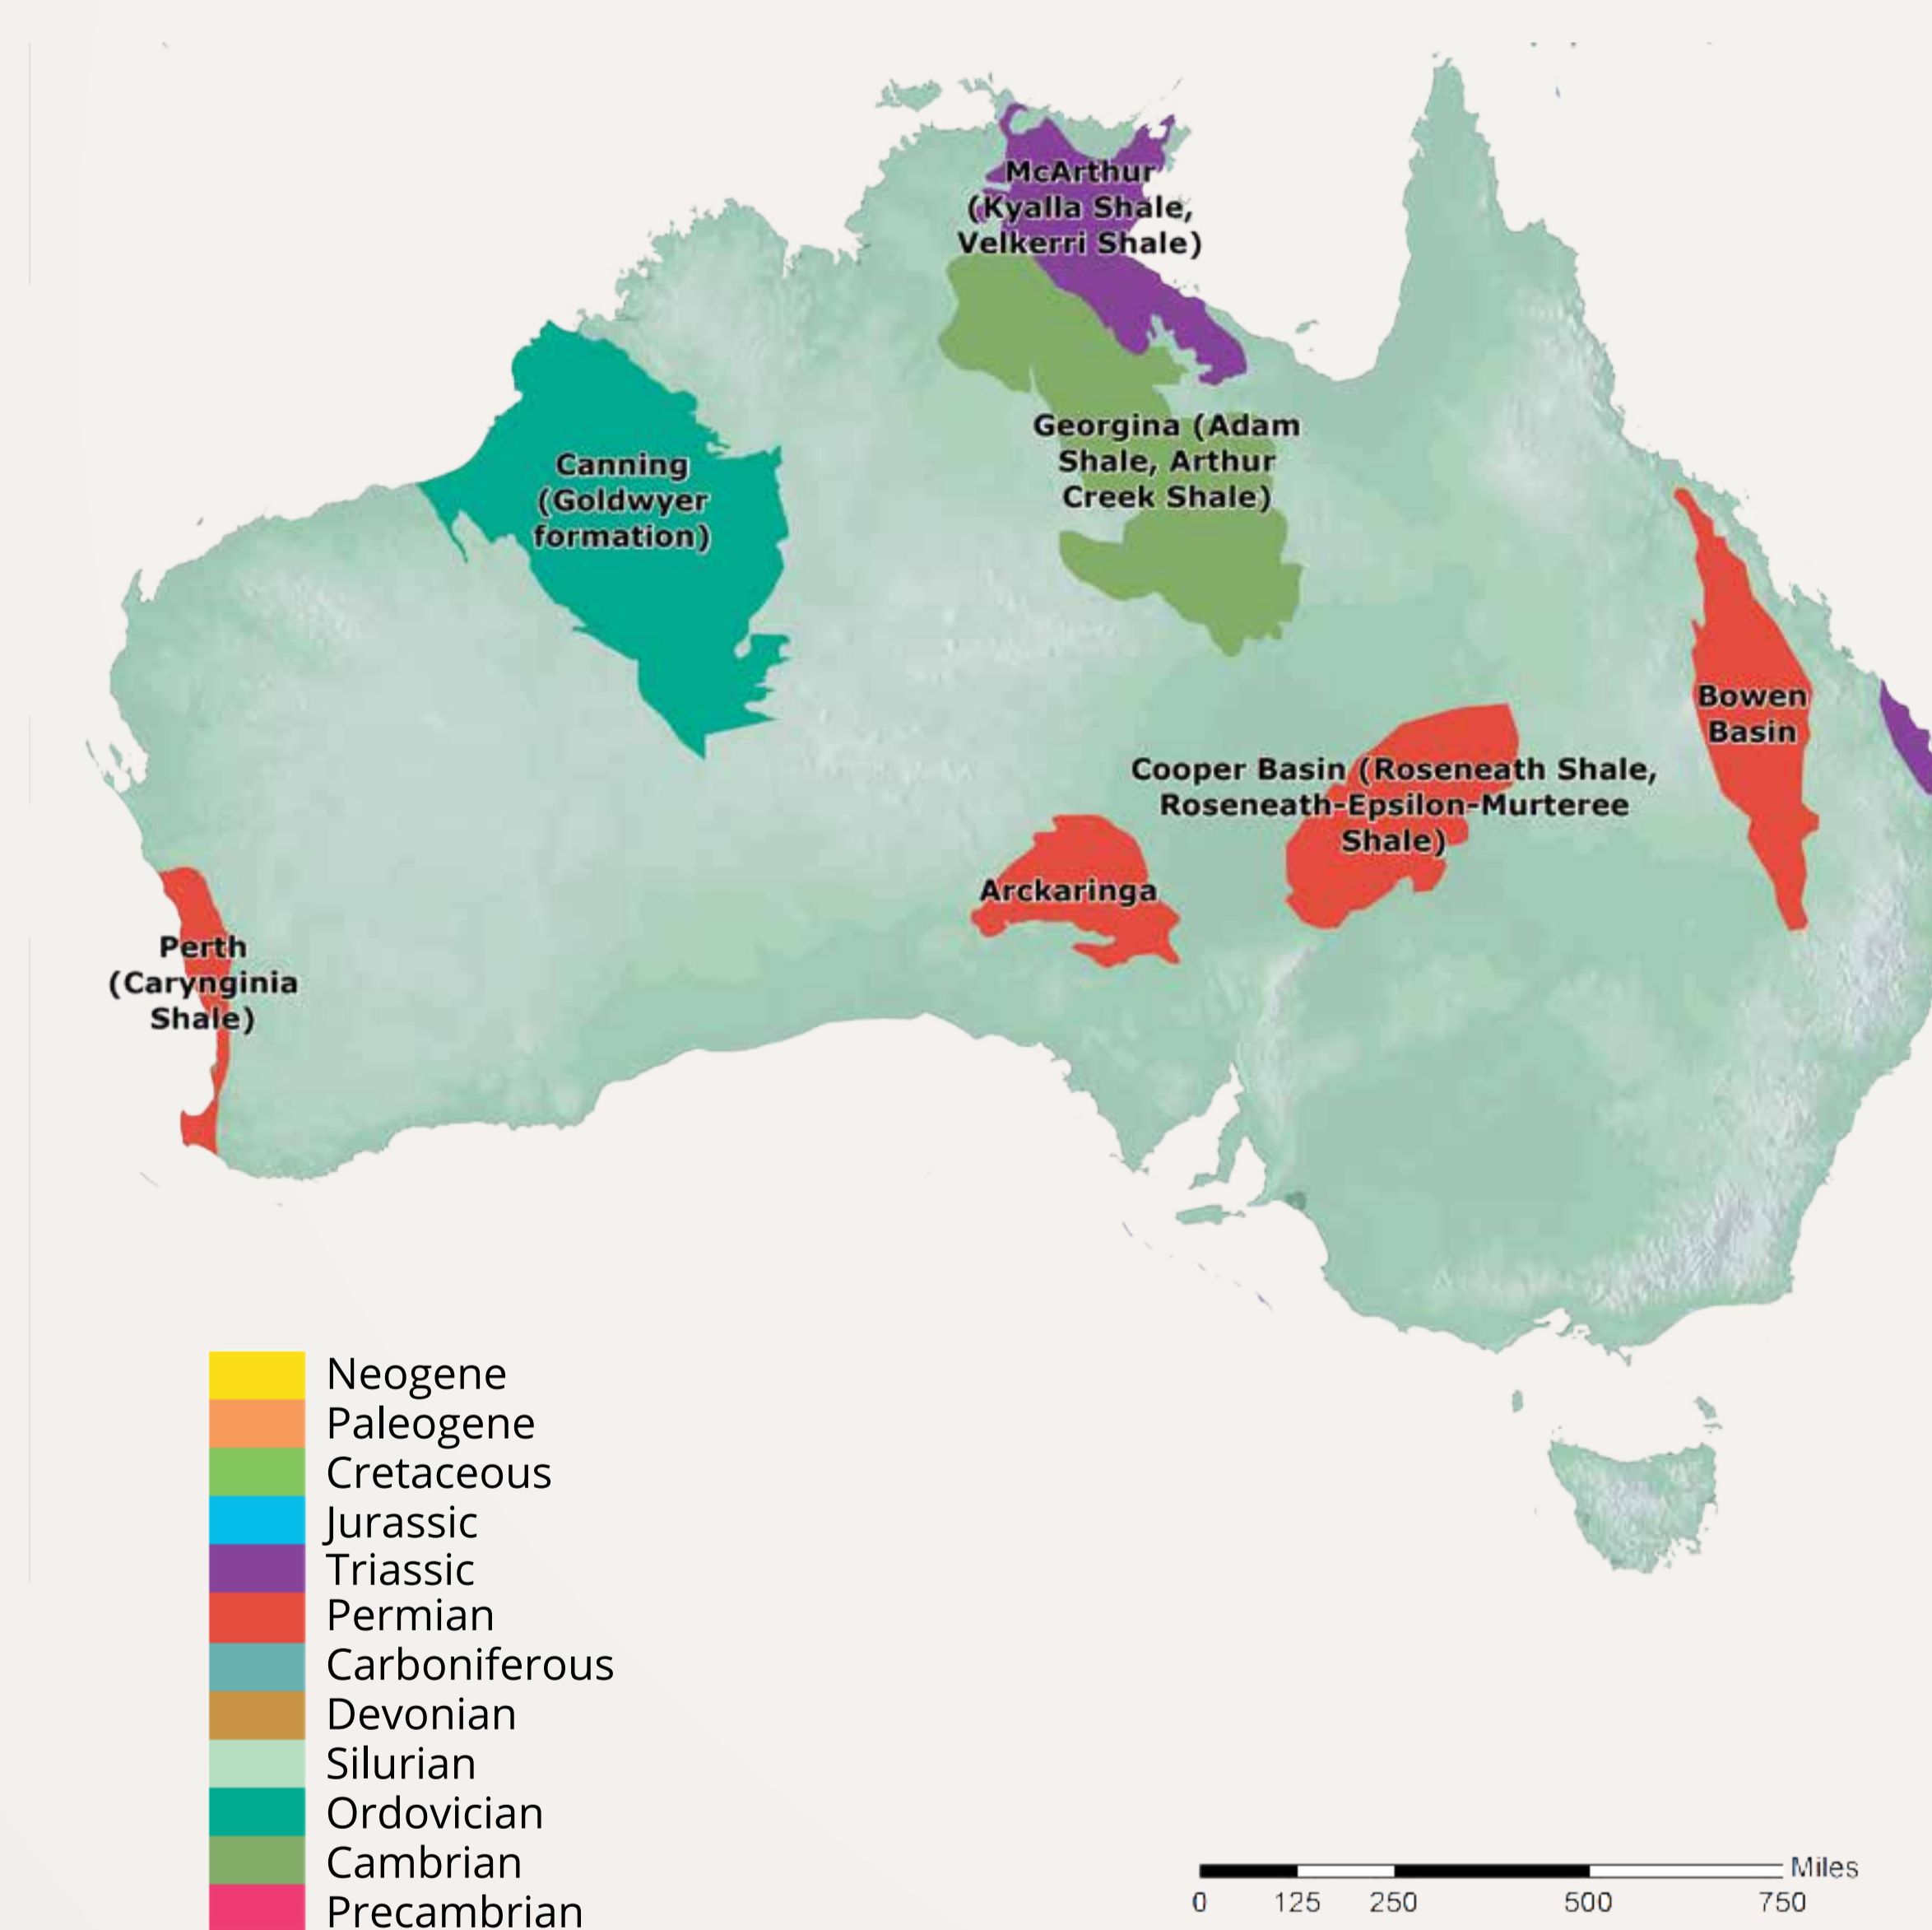 McArthur
(Kyalla Shale,
Velkerri Shale)
Georgina (Adam
Shale, Arthur
Creek Shale)
Canning
(Goldwyer
formation)
Bowen
Basin
Cooper Basin (Roseneath Shale,
Roseneath-Epsilon-Murteree
Shale)
Arckaringa
Perth
(Carynginia
Shale)
Neogene
Paleogene
Cretaceous
Jurassic
Triassic
Permian
Carboniferous
Devonian
Silurian
Ordovician
Cambrian
Precambrian
Miles
0 125 250 500 750